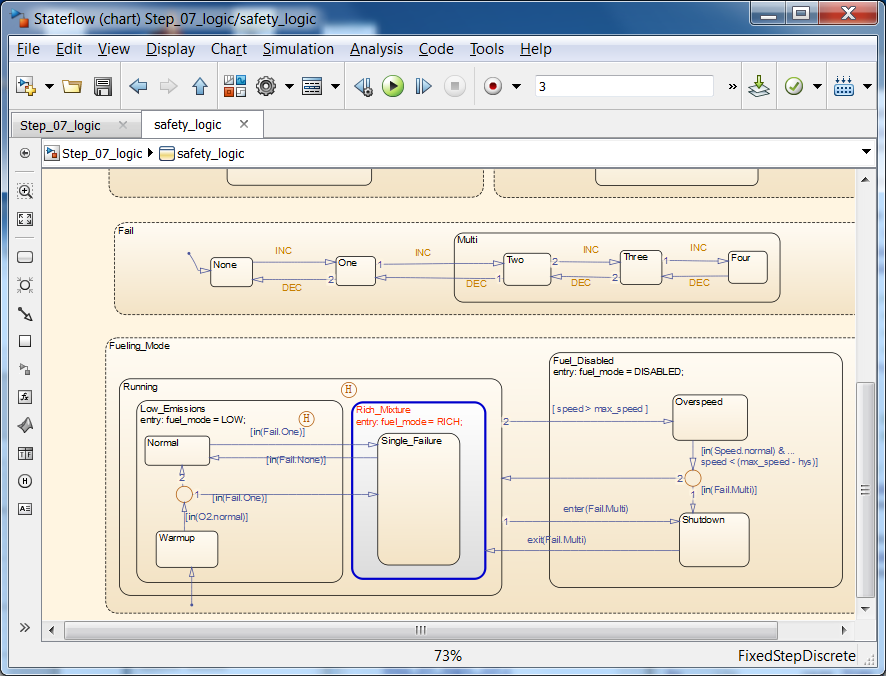 Stateflow (chart) Step_07_logic/safety_logic
File Edit View Display Chart Simulation Analysis Code Tools Help
3
»
Step_07_logic
safety_logic
Step_07_logic
safety_logic
Fail
None
INC
DEC
One
1
2
INC
DEC
Multi
Two
2
1
INC
DEC
Three
1
2
INC
DEC
Four
Fueling_Mode
Running
H
Low_Emissions
entry: fuel_mode = LOW;
H
Normal
[in(Fail.One)]
[in(Fail.None)]
2
1
[in(Fail.One)]
[in(O2.normal)]
Warmup
Rich_Mixture
entry: fuel_mode = RICH;
Single_Failure
Fuel_Disabled
entry: fuel_mode = DISABLED;
2
[ speed > max_speed ]
Overspeed
[in(Speed.normal) & ...
speed < (max_speed - hys)]
2
1
[in(Fail.Multi)]
1
enter(Fail.Multi)
Shutdown
exit(Fail.Multi)
fx
H
»
73%
FixedStepDiscrete